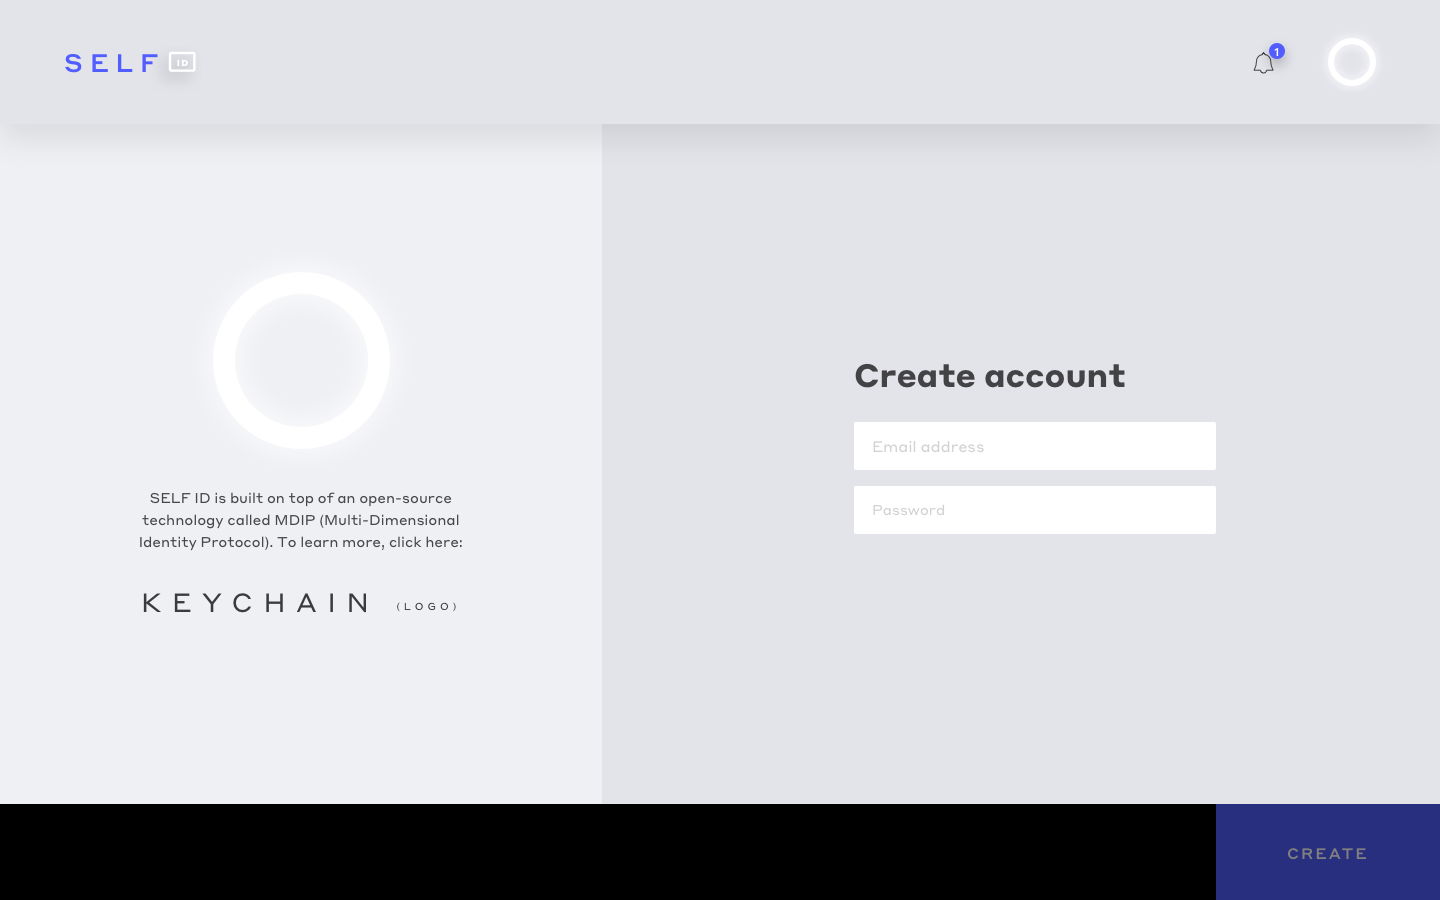 SELF ID
1
SELF ID is built on top of an open-source
technology called MDIP (Multi-Dimensional
Identity Protocol). To learn more, click here:
KEYCHAIN (LOGO)
Create account
Email address
Password
CREATE